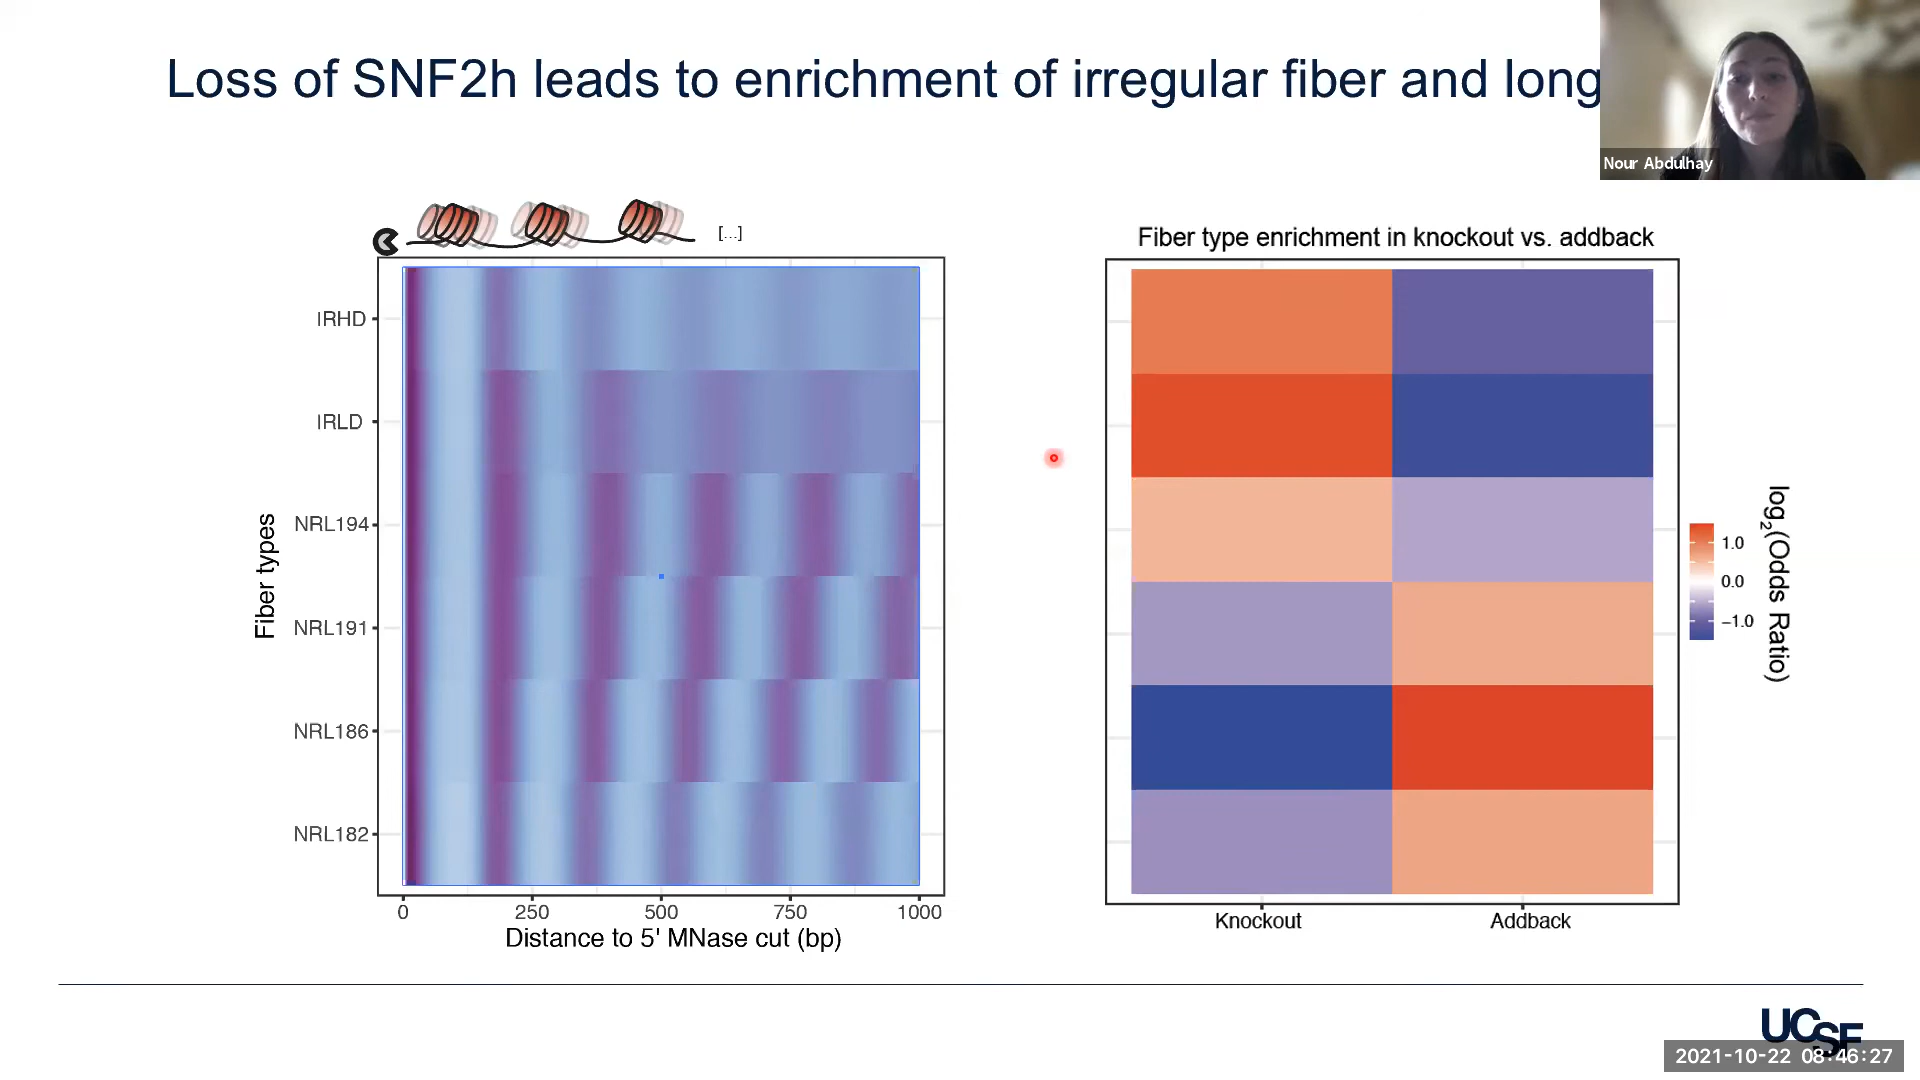 Loss of SNF2h leads to enrichment of irregular fiber and long
Nour Abdulhay
[...]
IRHD
IRLD
NRL194
NRL191
NRL186
NRL182
Fiber types
0 250 500 750 1000
Distance to 5' MNase cut (bp)
Fiber type enrichment in knockout vs. addback
Knockout Addback
1.0
0.0
−1.0
log2(Odds Ratio)
UCSF
2021-10-22 08:46:27